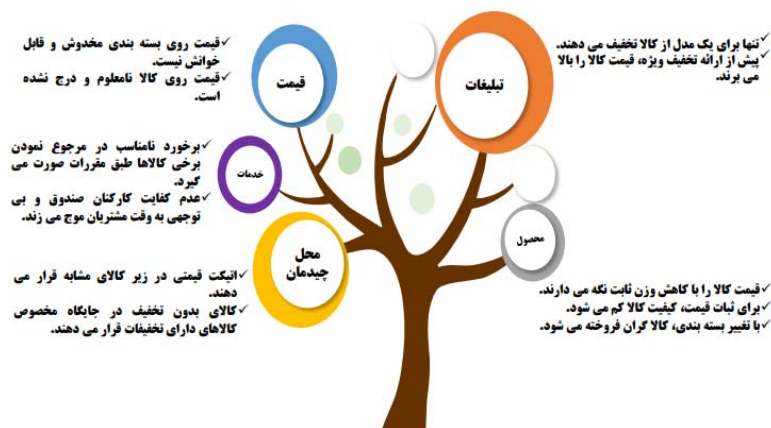 تبلیغات
تنها برای یک مدل از کالا تخفیف می دهند.
پیش از ارائه تخفیف ویژه، قیمت کالا را بالا
می برند.
قیمت
قیمت روی بسته بندی مخدوش و قابل
خوانش نیست.
قیمت روی کالا نامعلوم و درج نشده
است.
خدمات
برخورد نامناسب در مرجوع نمودن
برخی کالاها طبق مقررات صورت می
گیرد.
عدم کفایت کارکنان صندوق و بی
توجهی به وقت مشتریان موج می زند.
محصول
قیمت کالا را با کاهش وزن ثابت نگه می دارند.
برای ثبات قیمت، کیفیت کالا کم می شود.
با تغییر بسته بندی، کالا گران فروخته می شود.
محل
چیدمان
اتیکت قیمتی در زیر کالای مشابه قرار می
دهند.
کالای بدون تخفیف در جایگاه مخصوص
کالاهای دارای تخفیفات قرار می دهند.